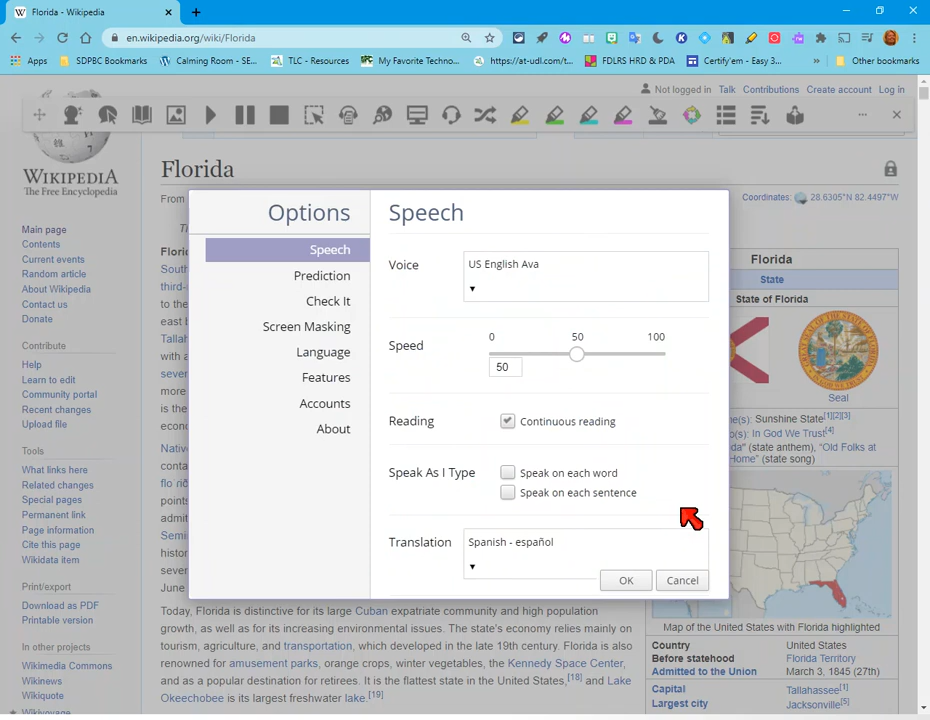 Florida - Wikipedia
en.wikipedia.org/wiki/Florida
Apps SDPBC Bookmarks Calming Room - SE... TLC - Resources My Favorite Techno... https://at-udl.com/t... FDLRS HRD & PDA Certify'em - Easy 3... » Other bookmarks
Not logged in Talk Contributions Create account Log in
WIKIPEDIA
The Free Encyclopedia
Florida
From
Coordinates: 28.6305°N 82.4497°W
Main page
Contents
Current events
Random article
About Wikipedia
Contact us
Donate
Contribute
Help
Learn to edit
Community portal
Recent changes
Upload file
Tools
What links here
Related changes
Special pages
Permanent link
Page information
Cite this page
Wikidata item
Print/export
Download as PDF
Printable version
In other projects
Wikimedia Commons
Wikinews
Wikiquote
Wikivoyage
Options
Speech
Prediction
Check It
Screen Masking
Language
Features
Accounts
About
Speech
Voice
US English Ava
Speed
0 50 100
50
Reading
Continuous reading
Speak As I Type
Speak on each word
Speak on each sentence
Translation
Spanish - español
OK Cancel
Florida
State
State of Florida
Seal
Sunshine State[1][2][3]
In God We Trust[4]
(state anthem), "Old Folks at
Home" (state song)
Map of the United States with Florida highlighted
Country United States
Before statehood Florida Territory
Admitted to the Union March 3, 1845 (27th)
Capital Tallahassee[1]
Largest city Jacksonville[5]
Today, Florida is distinctive for its large Cuban expatriate community and high population
growth, as well as for its increasing environmental issues. The state's economy relies mainly on
tourism, agriculture, and transportation, which developed in the late 19th century. Florida is also
renowned for amusement parks, orange crops, winter vegetables, the Kennedy Space Center,
and as a popular destination for retirees. It is the flattest state in the United States,[18] and Lake
Okeechobee is its largest freshwater lake.[19]